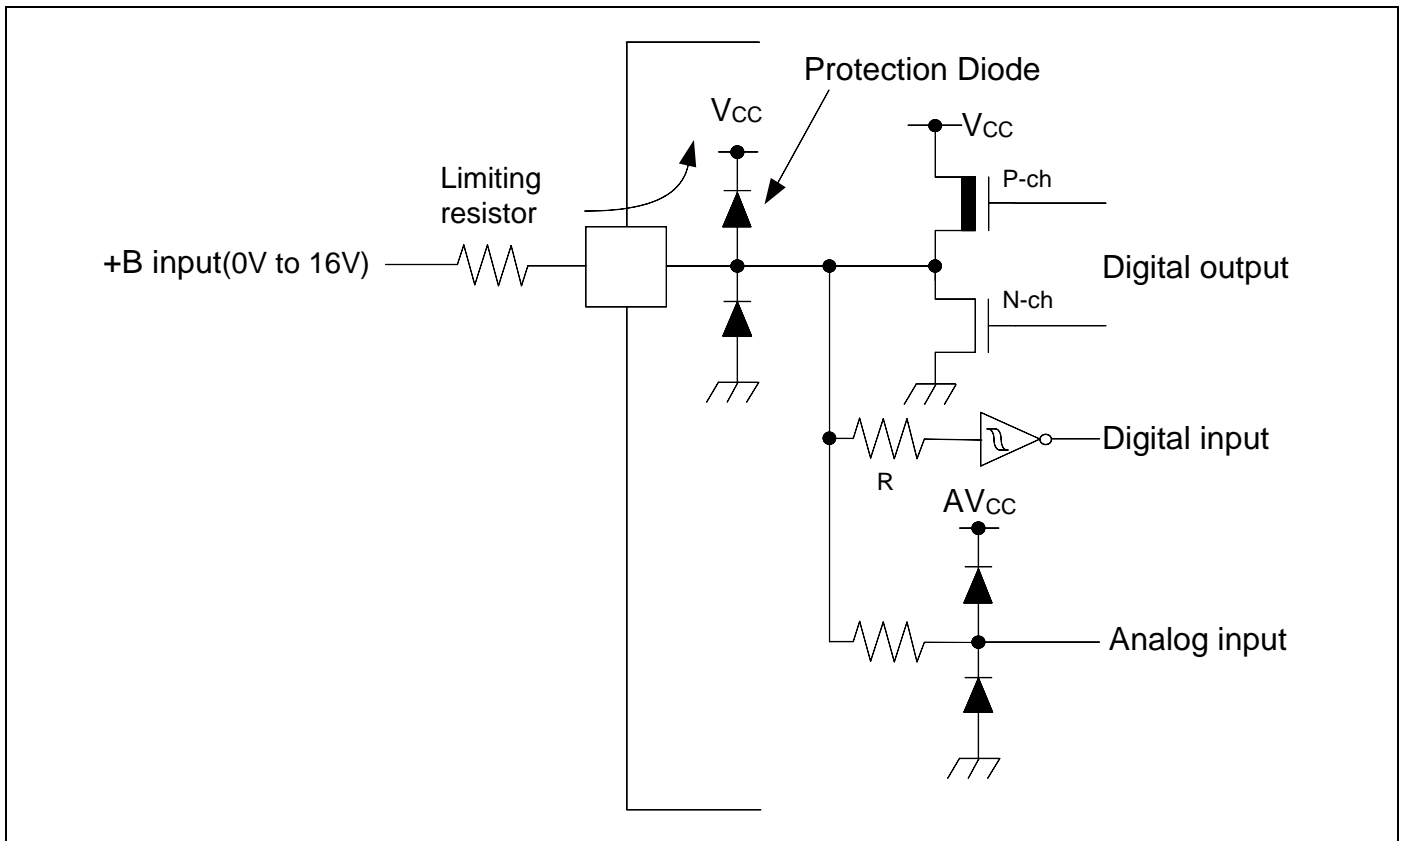 Protection Diode
VCC
VCC
Limiting
resistor
P-ch
+B input(0V to 16V)
Digital output
N-ch
Digital input
R
AVCC
Analog input